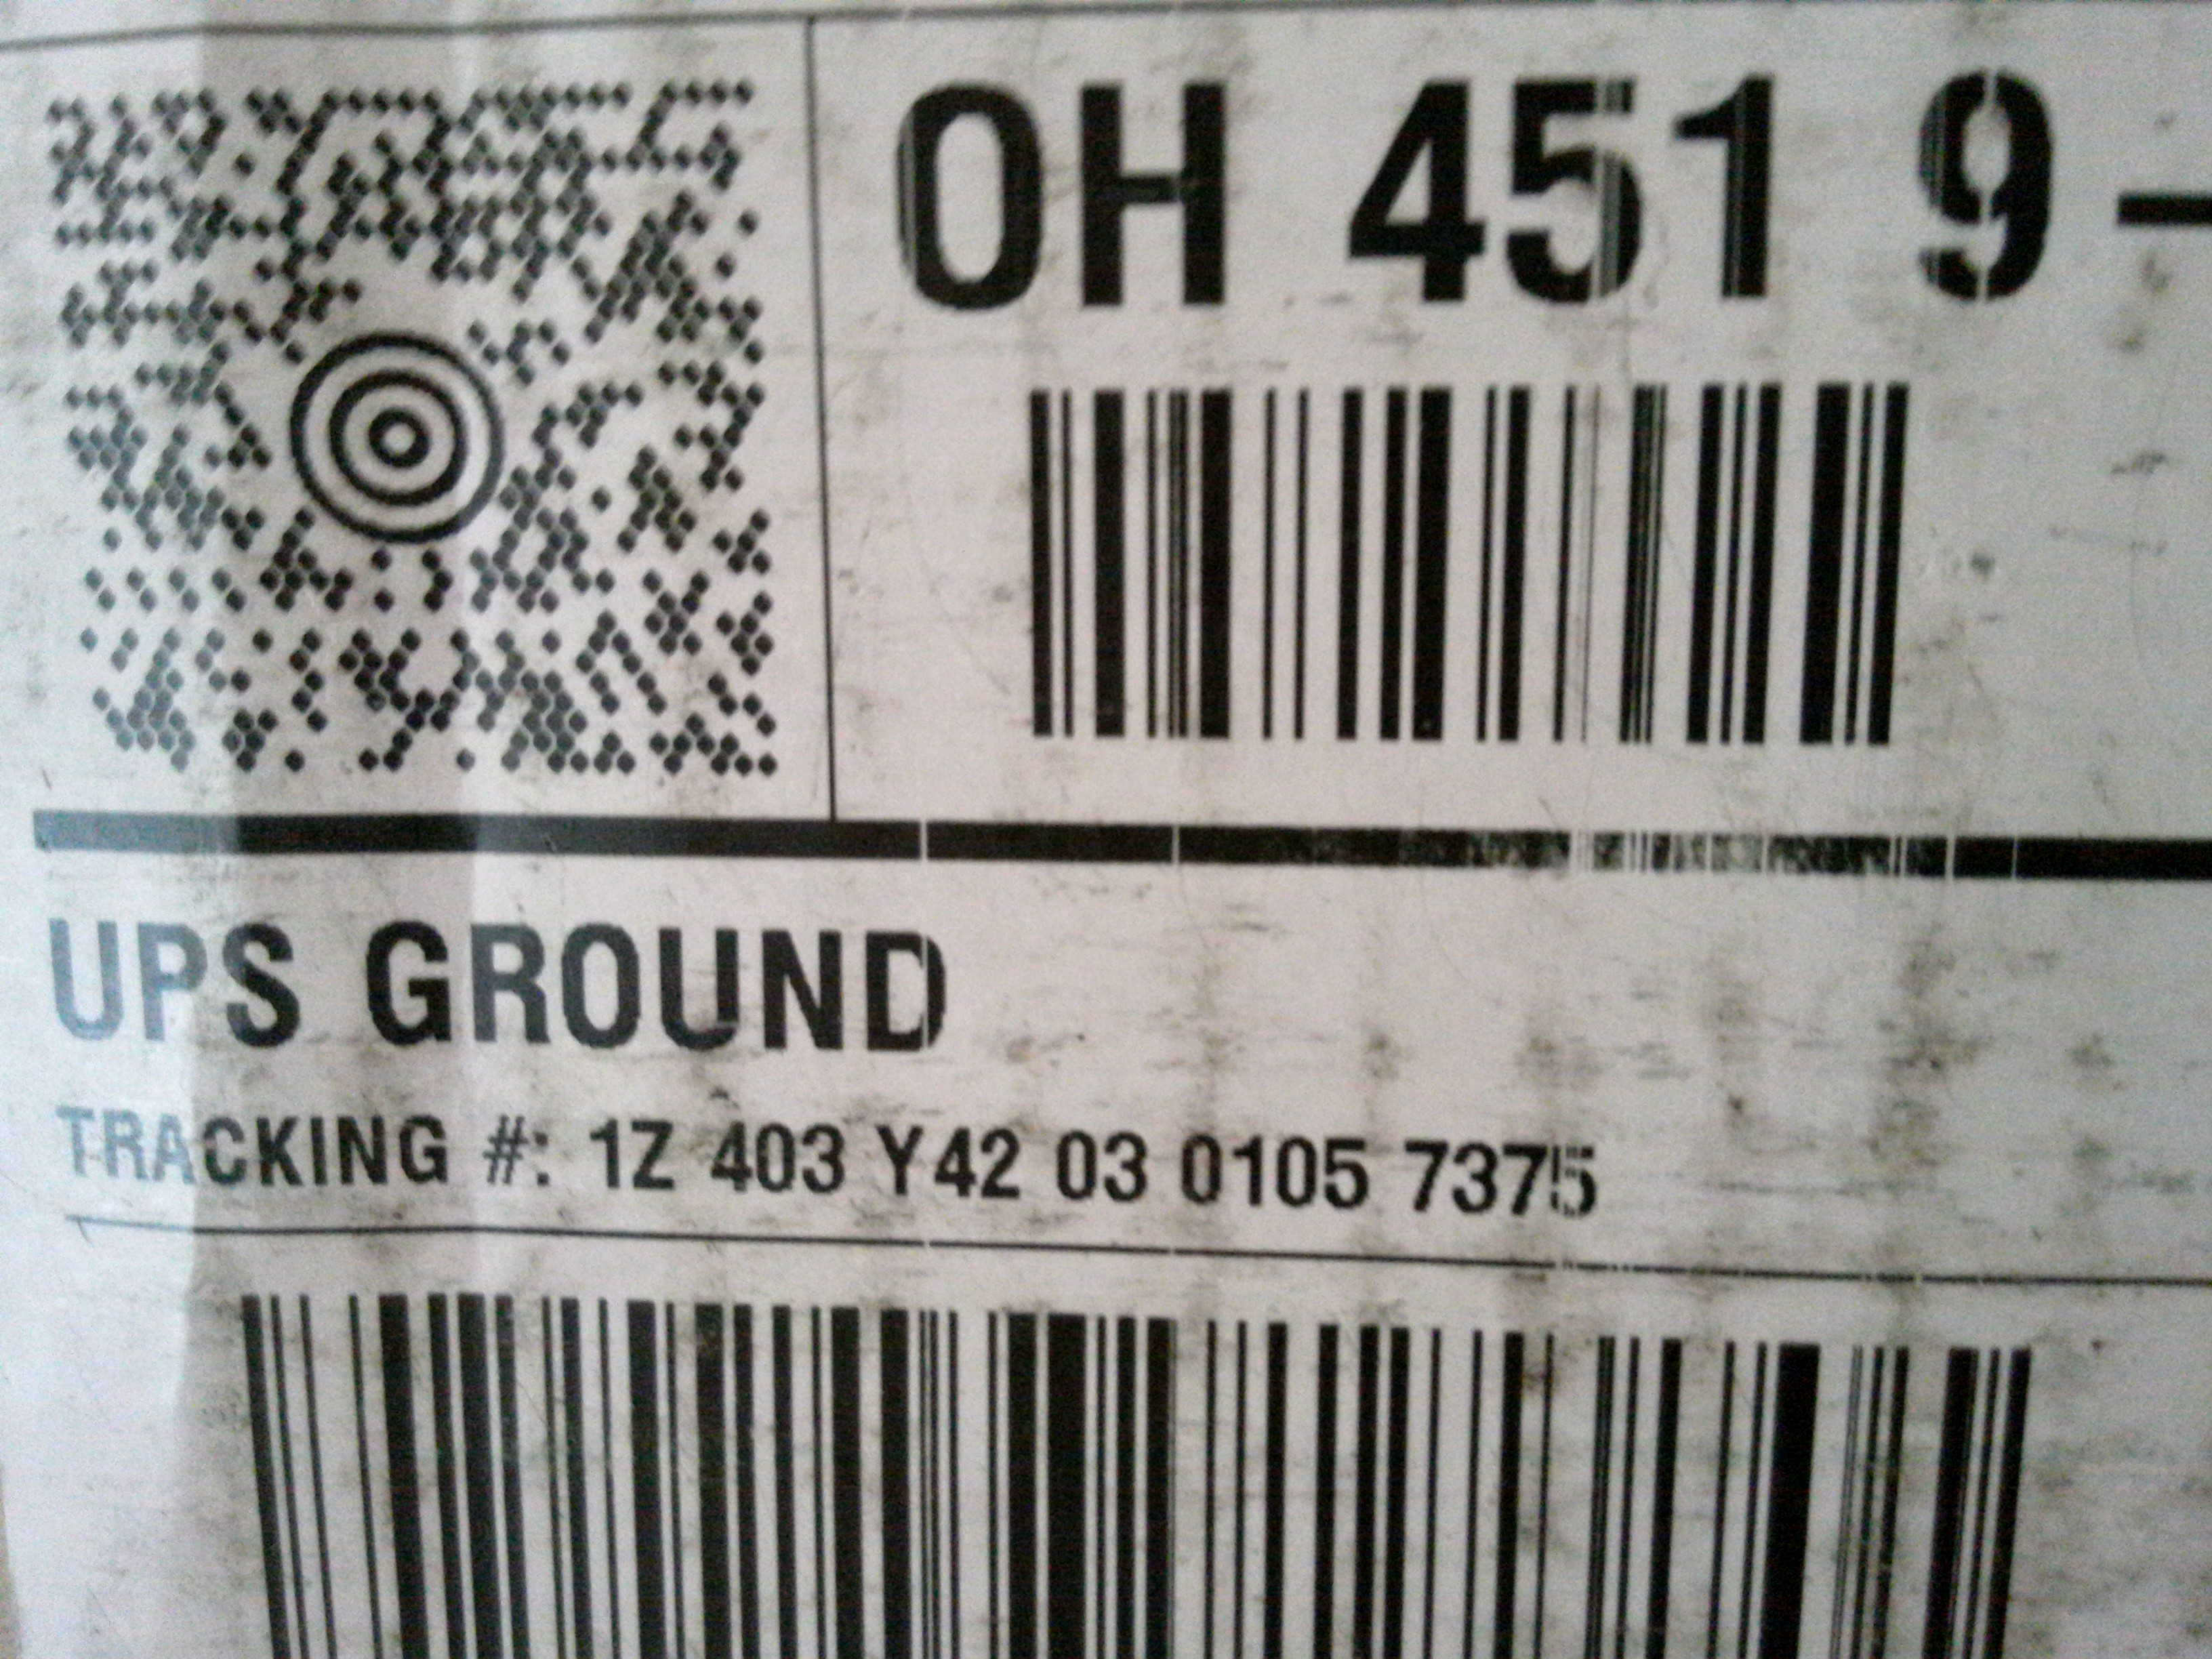 OH 451 9-
UPS GROUND
TRACKING #: 1Z 403 Y42 03 0105 7375